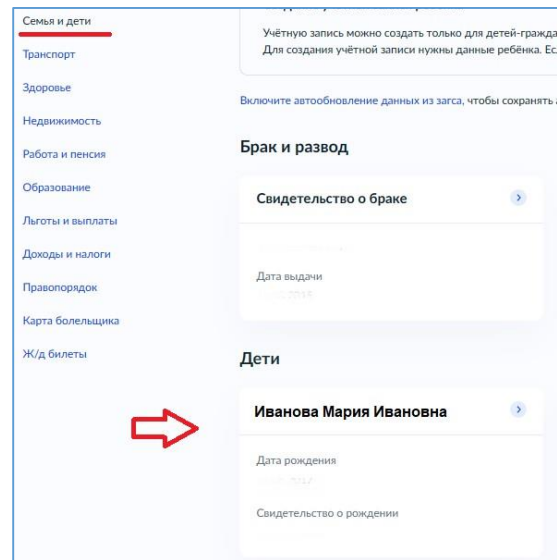 Семья и дети
Транспорт
Здоровье
Недвижимость
Работа и пенсия
Образование
Льготы и выплаты
Доходы и налоги
Правопорядок
Карта болельщика
Ж/д билеты
Учётную запись можно создать только для детей-гражда
Для создания учётной записи нужны данные ребёнка. Ес
Включите автообновление данных из загса, чтобы сохранять
Брак и развод
Свидетельство о браке
Дата выдачи
Дети
Иванова Мария Ивановна
Дата рождения
Свидетельство о рождении